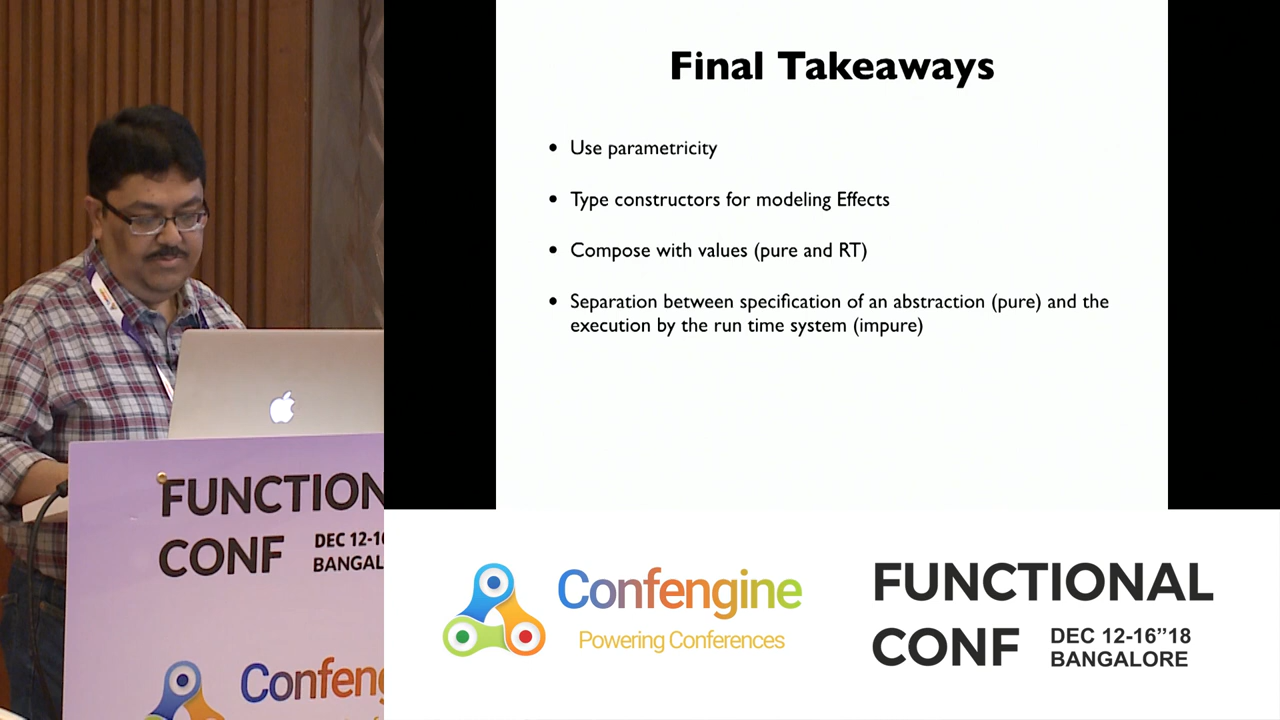 Final Takeaways
• Use parametricity
• Type constructors for modeling Effects
• Compose with values (pure and RT)
• Separation between specification of an abstraction (pure) and the
execution by the run time system (impure)
FUNCTION
CONF
DEC 12-16
BANGAL
Confeng
Confengine
Powering Conferences
FUNCTIONAL
CONF
DEC 12-16”18
BANGALORE